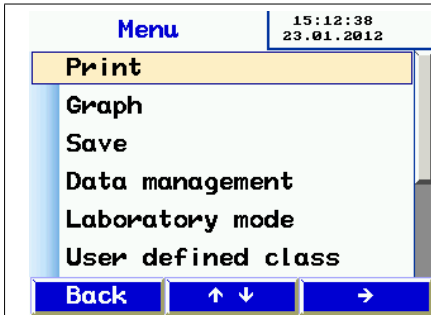 Menu
15:12:38
23.01.2012
Print
Graph
Save
Data management
Laboratory mode
User defined class
Back ↑ ↓ →